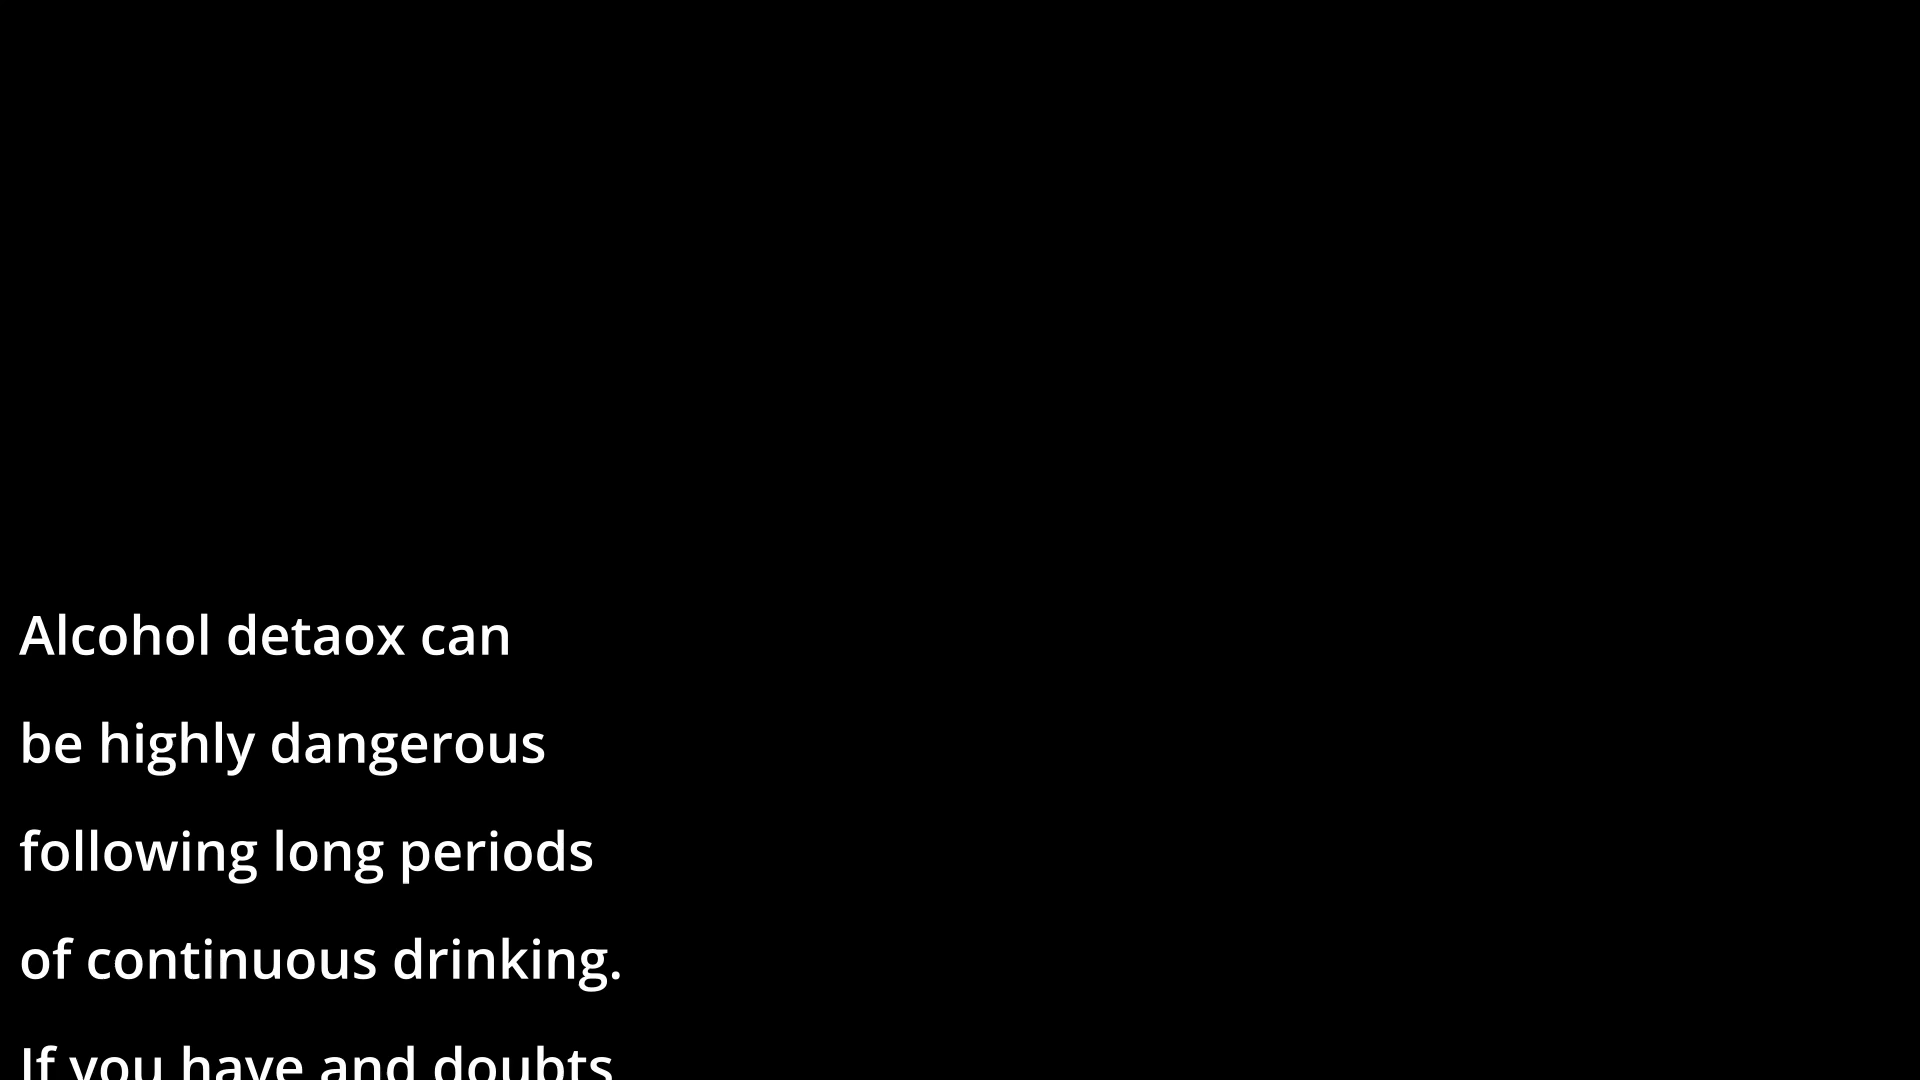 Alcohol detaox can
be highly dangerous
following long periods
of continuous drinking.
If you have and doubts